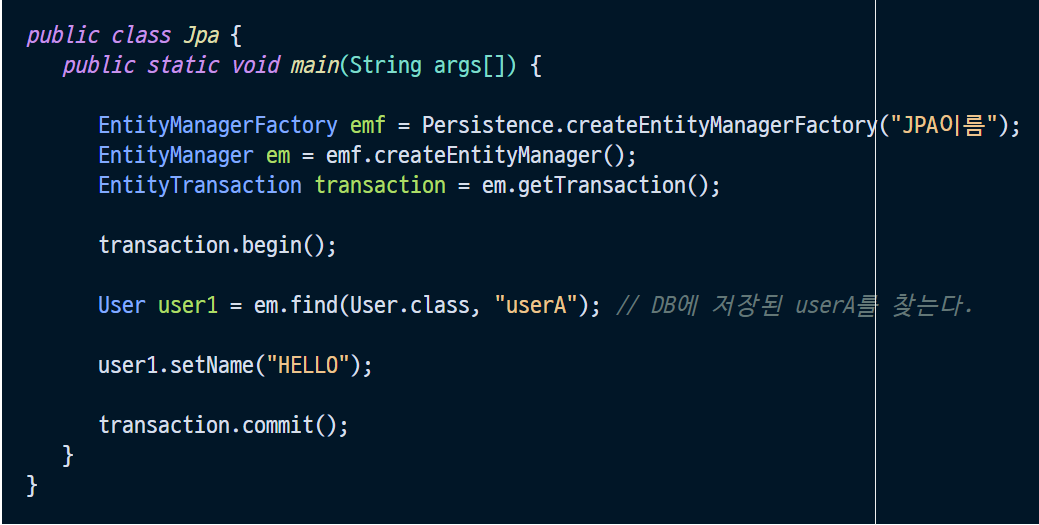 public class Jpa {
public static void main(String args[]) {
EntityManagerFactory emf = Persistence.createEntityManagerFactory("JPA이름");
EntityManager em = emf.createEntityManager();
EntityTransaction transaction = em.getTransaction();
transaction.begin();
User user1 = em.find(User.class, "userA"); // DB에 저장된 userA를 찾는다.
user1.setName("HELLO");
transaction.commit();
}
}